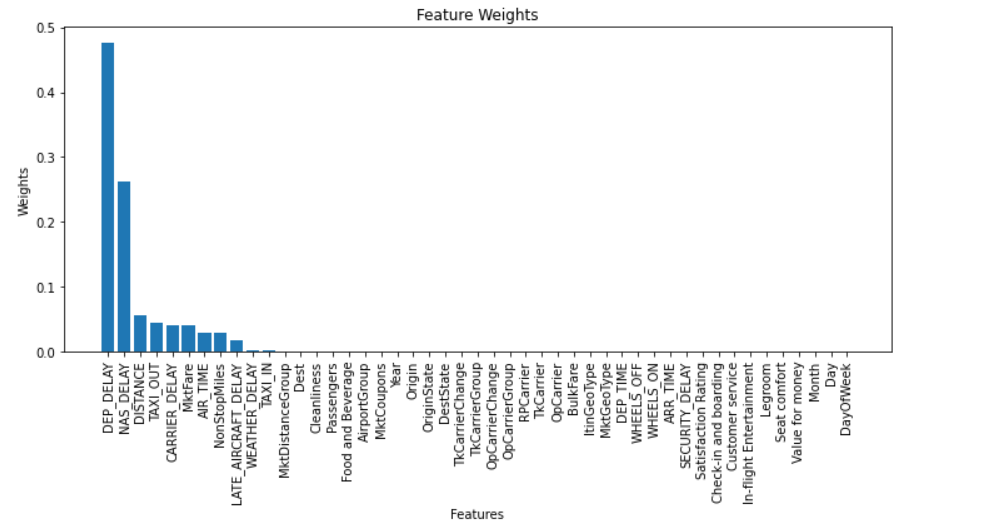 Feature Weights
0.5
0.4
0.3
0.2
0.1
0.0
Weights
DEP_DELAY
NAS_DELAY
DISTANCE
TAXI_OUT
CARRIER_DELAY
MktFare
AIR_TIME
NonStopMiles
LATE_AIRCRAFT_DELAY
WEATHER_DELAY
TAXI_IN
MktDistanceGroup
Dest
Cleanliness
Passengers
Food and Beverage
AirportGroup
MktCoupons
Year
Origin
OriginState
DestState
TkCarrierChange
TkCarrierGroup
OpCarrierChange
OpCarrierGroup
RPCarrier
TkCarrier
OpCarrier
BulkFare
ItinGeoType
MktGeoType
DEP_TIME
WHEELS_OFF
WHEELS_ON
ARR_TIME
SECURITY_DELAY
Satisfaction Rating
Check-in and boarding
Customer service
In-flight Entertainment
Legroom
Seat comfort
Value for money
Month
Day
DayOfWeek
Features